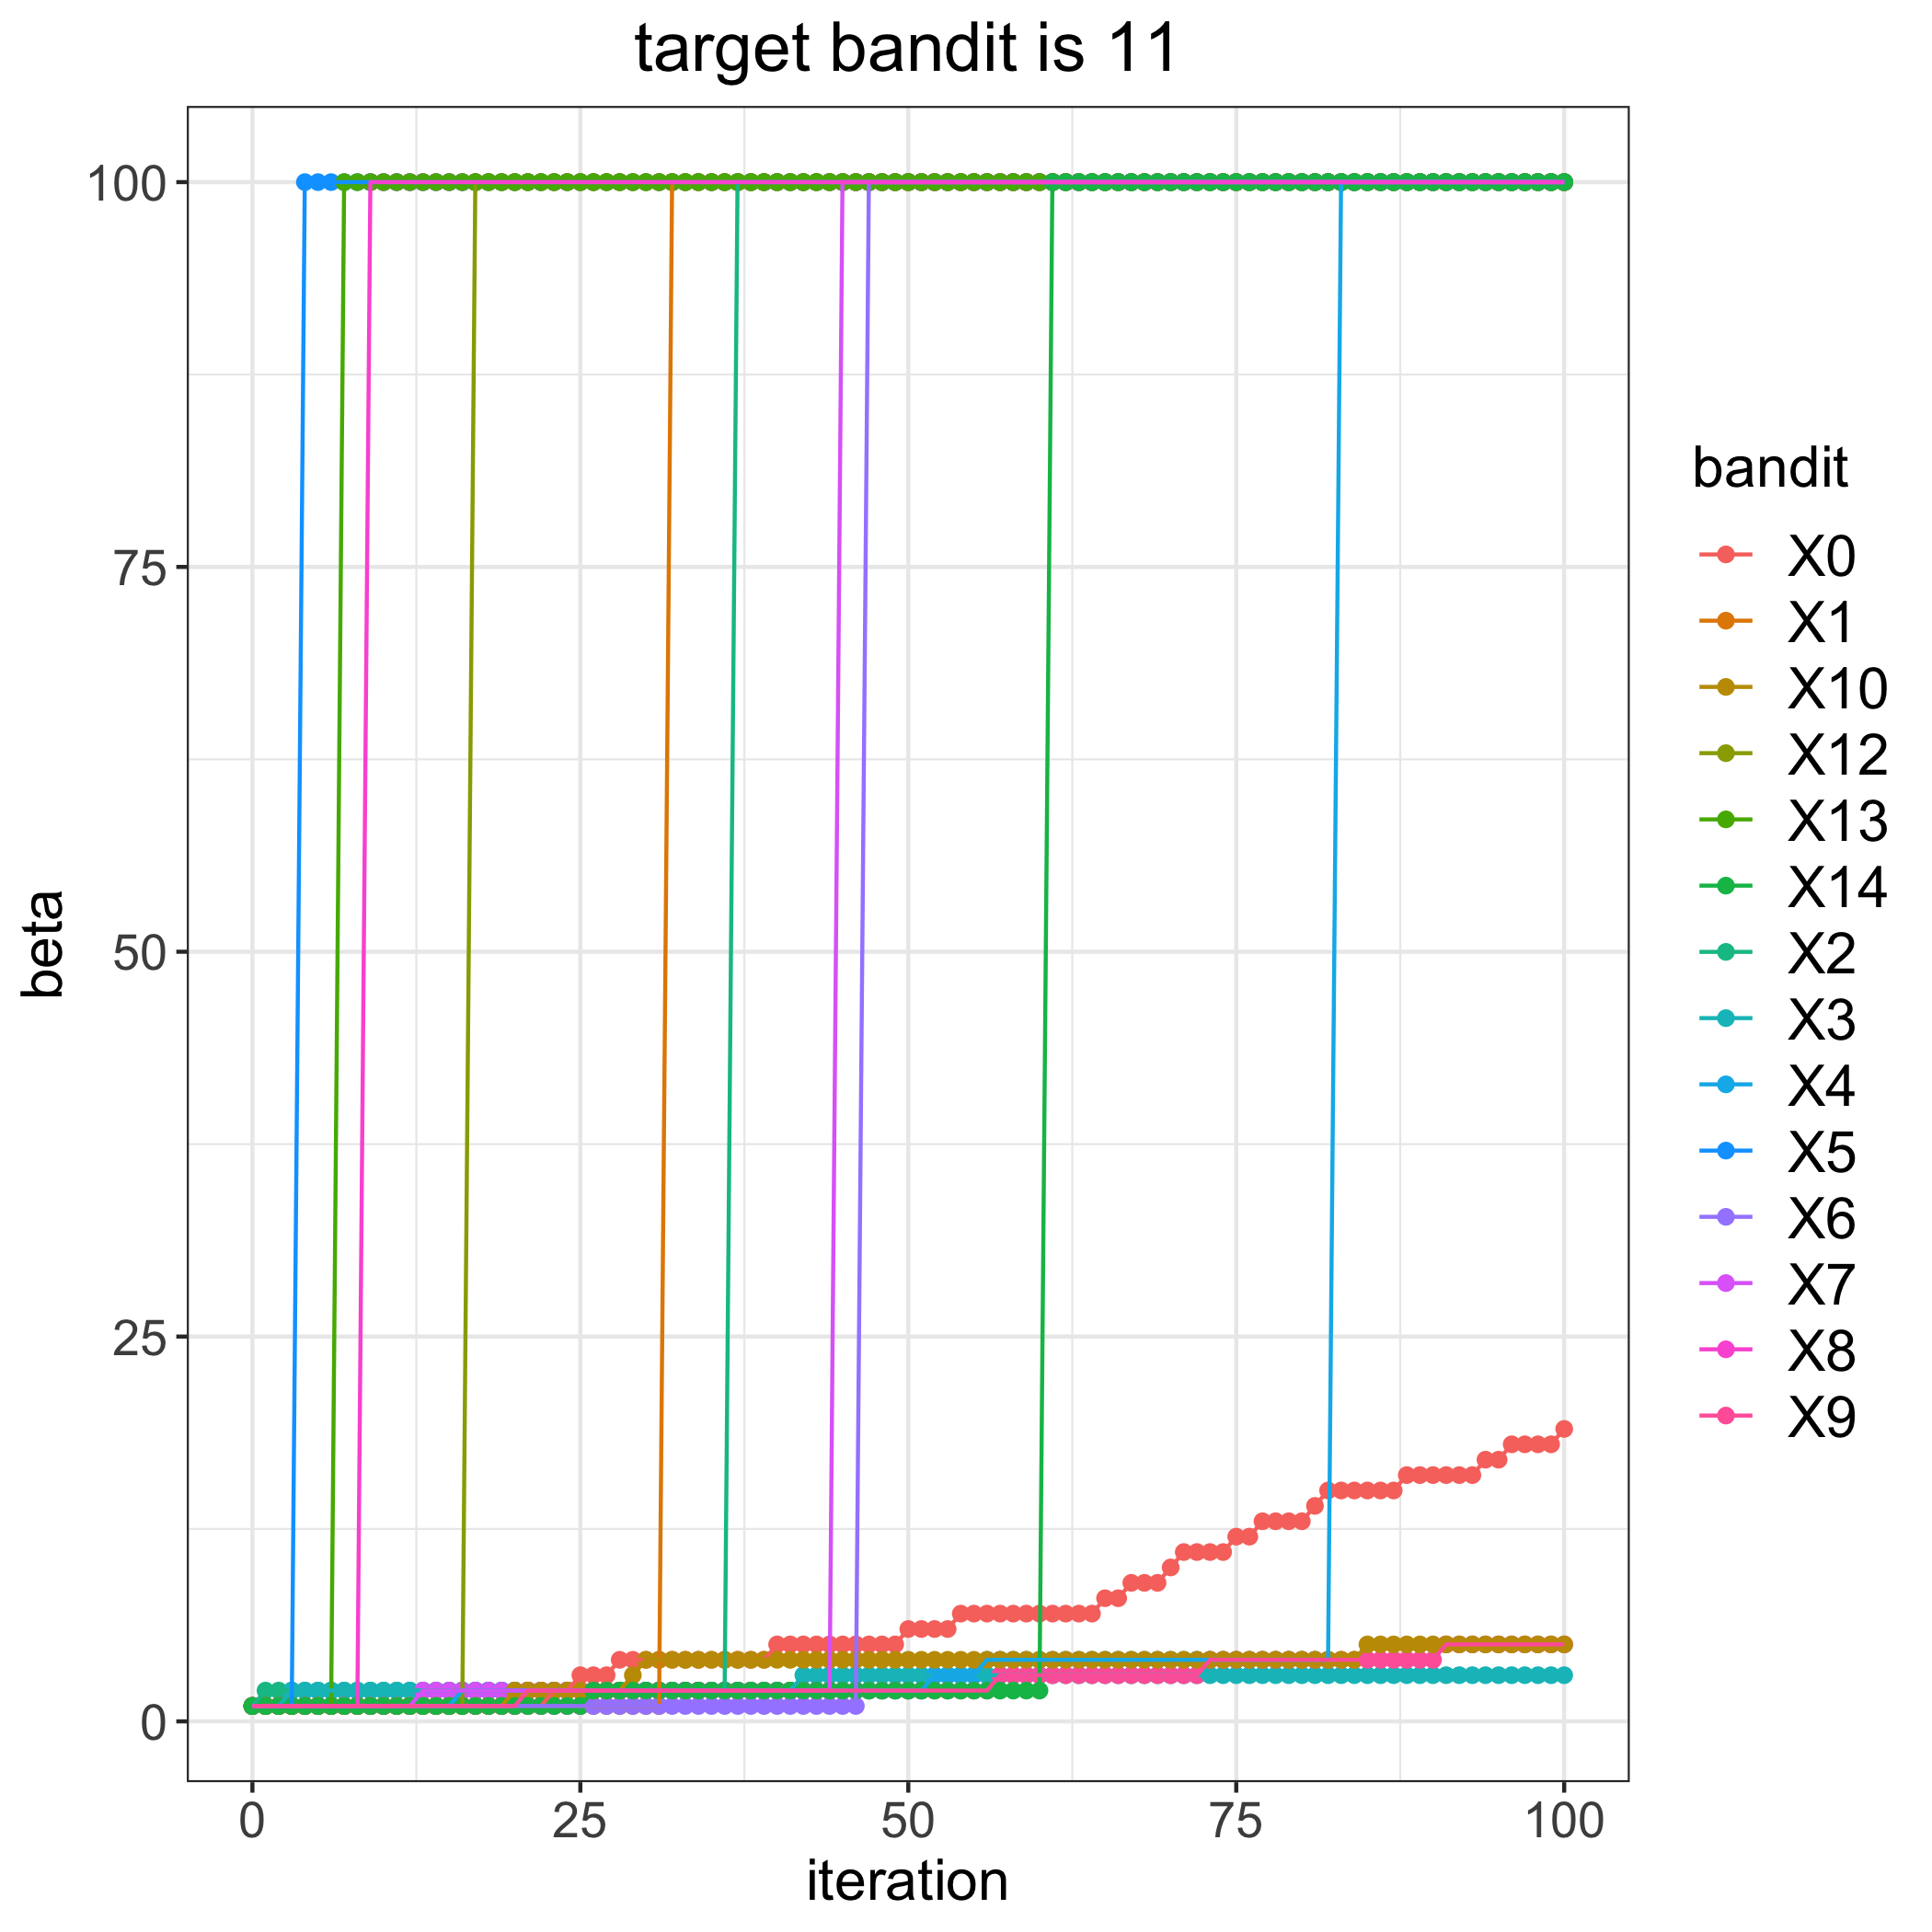 target bandit is 11
100
75
50
25
0
beta
0 25 50 75 100
iteration
bandit
X0
X1
X10
X12
X13
X14
X2
X3
X4
X5
X6
X7
X8
X9